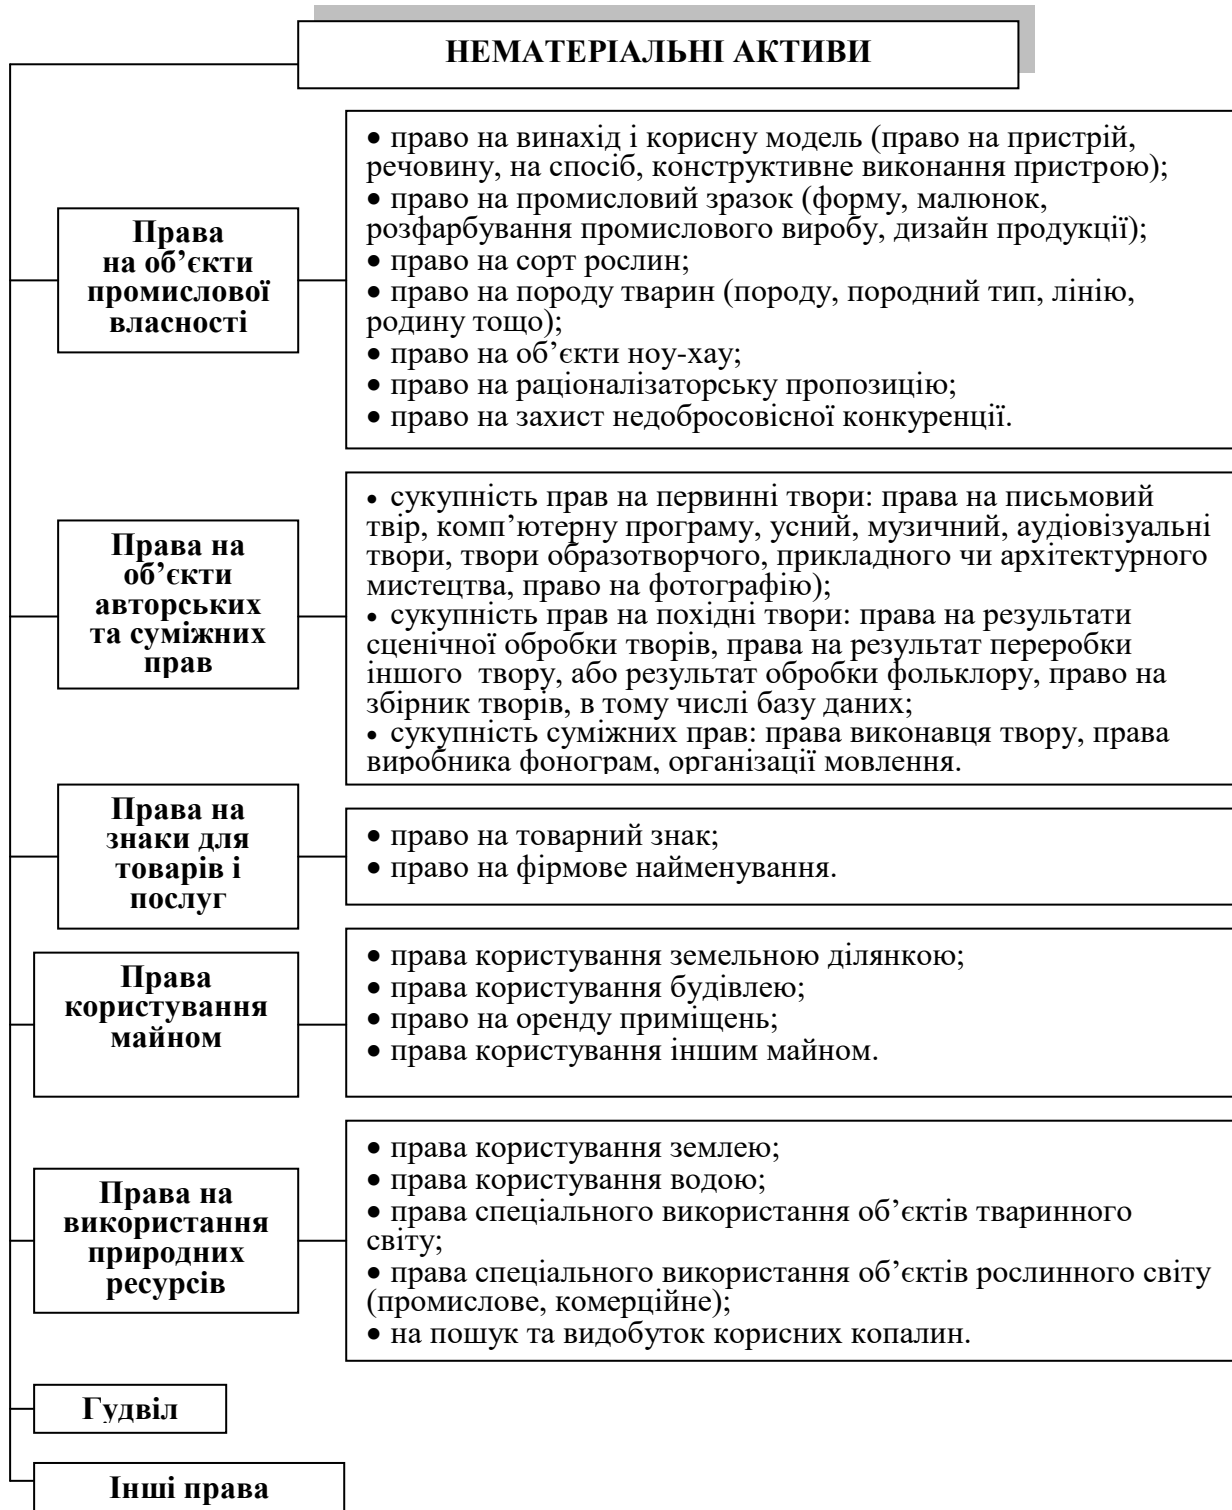 НЕМАТЕРІАЛЬНІ АКТИВИ
Права
на об’єкти
промислової
власності
• право на винахід і корисну модель (право на пристрій,
речовину, на спосіб, конструктивне виконання пристрою);
• право на промисловий зразок (форму, малюнок,
розфарбування промислового виробу, дизайн продукції);
• право на сорт рослин;
• право на породу тварин (породу, породний тип, лінію,
родину тощо);
• право на об’єкти ноу-хау;
• право на раціоналізаторську пропозицію;
• право на захист недобросовісної конкуренції.
Права на
об’єкти
авторських
та суміжних
прав
• сукупність прав на первинні твори: права на письмовий
твір, комп’ютерну програму, усний, музичний, аудіовізуальні
твори, твори образотворчого, прикладного чи архітектурного
мистецтва, право на фотографію);
• сукупність прав на похідні твори: права на результати
сценічної обробки творів, права на результат переробки
іншого твору, або результат обробки фольклору, право на
збірник творів, в тому числі базу даних;
• сукупність суміжних прав: права виконавця твору, права
виробника фонограм, організації мовлення.
Права на
знаки для
товарів і
послуг
• право на товарний знак;
• право на фірмове найменування.
Права
користування
майном
• права користування земельною ділянкою;
• права користування будівлею;
• право на оренду приміщень;
• права користування іншим майном.
Права на
використання
природних
ресурсів
• права користування землею;
• права користування водою;
• права спеціального використання об’єктів тваринного
світу;
• права спеціального використання об’єктів рослинного світу
(промислове, комерційне);
• на пошук та видобуток корисних копалин.
Гудвіл
Інші права